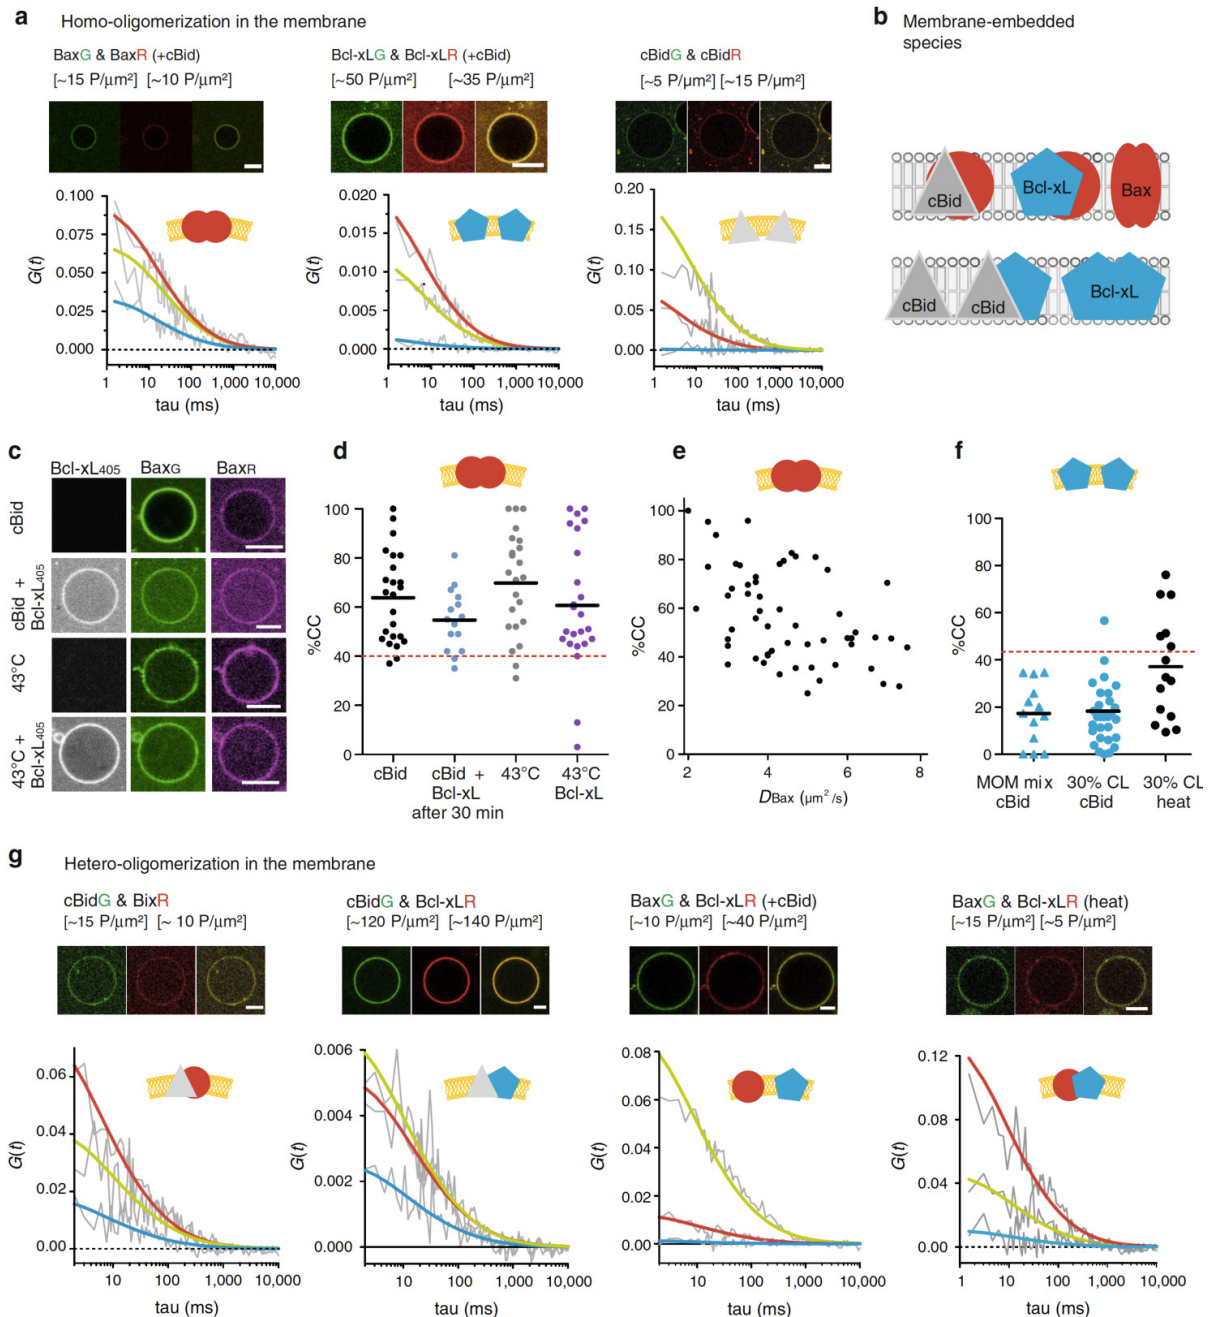 a Homo-oligomerization in the membrane
BaxG & BaxR (+cBid)
[~15 P/µm²] [~10 P/µm²]
Bcl-xLG & Bcl-xLR (+cBid)
[~50 P/µm²] [~35 P/µm²]
cBidG & cBidR
[~5 P/µm²] [~15 P/µm²]
G(t)
0.100
0.075
0.050
0.025
0.000
1 10 100 1,000 10,000
tau (ms)
0.020
0.015
0.010
0.005
0.000
1 10 100 1,000 10,000
tau (ms)
0.20
0.15
0.10
0.05
0.00
1 10 100 1,000 10,000
tau (ms)
b Membrane-embedded
species
cBid
Bcl-xL
Bax
cBid
cBid
Bcl-xL
c
Bcl-xL405 BaxG BaxR
cBid
cBid +
Bcl-xL405
43°C
43°C +
Bcl-xL405
d
%CC
100
80
60
40
20
0
cBid
cBid +
Bcl-xL
after 30 min
43°C
43°C
Bcl-xL
e
%CC
100
80
60
40
20
0
2 4 6 8
DBax (µm²/s)
f
%CC
100
80
60
40
20
0
MOM mix
cBid
30% CL
cBid
30% CL
heat
g Hetero-oligomerization in the membrane
cBidG & BixR
[~15 P/µm²] [~ 10 P/µm²]
cBidG & Bcl-xLR
[~120 P/µm²] [~140 P/µm²]
BaxG & Bcl-xLR (+cBid)
[~10 P/µm²] [~40 P/µm²]
BaxG & Bcl-xLR (heat)
[~15 P/µm²] [~5 P/µm²]
G(t)
0.06
0.04
0.02
0.00
10 100 1,000 10,000
tau (ms)
G(t)
0.006
0.004
0.002
0.000
10 100 1,000 10,000
tau (ms)
G(t)
0.08
0.06
0.04
0.02
0.00
10 100 1,000 10,000
tau (ms)
G(t)
0.12
0.08
0.04
0.00
1 10 100 1,000 10,000
tau (ms)